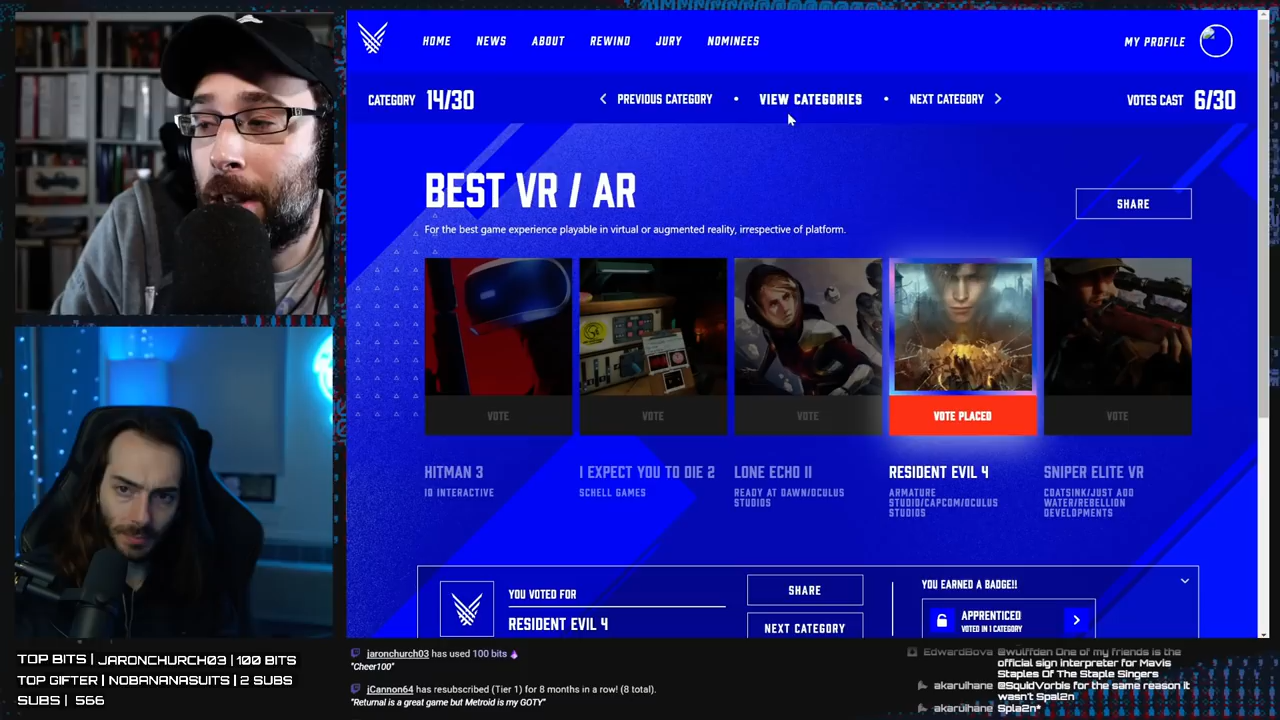 HOME NEWS ABOUT REWIND JURY NOMINEES
MY PROFILE
CATEGORY 14/30
PREVIOUS CATEGORY • VIEW CATEGORIES • NEXT CATEGORY
VOTES CAST 6/30
BEST VR / AR
For the best game experience playable in virtual or augmented reality, irrespective of platform.
SHARE
VOTE VOTE VOTE VOTE PLACED VOTE
HITMAN 3
IO INTERACTIVE
I EXPECT YOU TO DIE 2
SCHELL GAMES
LONE ECHO II
READY AT DAWN/OCULUS
STUDIOS
RESIDENT EVIL 4
ARMATURE
STUDIO/CAPCOM/OCULUS
STUDIOS
SNIPER ELITE VR
COATSINK/JUST ADD
WATER/REBELLION
DEVELOPMENTS
YOU VOTED FOR
RESIDENT EVIL 4
SHARE
NEXT CATEGORY
YOU EARNED A BADGE!!
APPRENTICED
VOTED IN 1 CATEGORY
TOP BITS | JARONCHURCH03 | 100 BITS
TOP GIFTER | NOBANANASUITS | 2 SUBS
SUBS | 566
jaronchurch03 has used 100 bits
"Cheer100"
jCannon64 has resubscribed (Tier 1) for 8 months in a row! (8 total).
"Returnal is a great game but Metroid is my GOTY"
EdwardBova @wulffden One of my friends is the
official sign interpreter for Mavis
Staples Of The Staple Singers
akarulhane @SquidVorbis for the same reason it
wasn't Spal2n
akarulhane Spla2n*